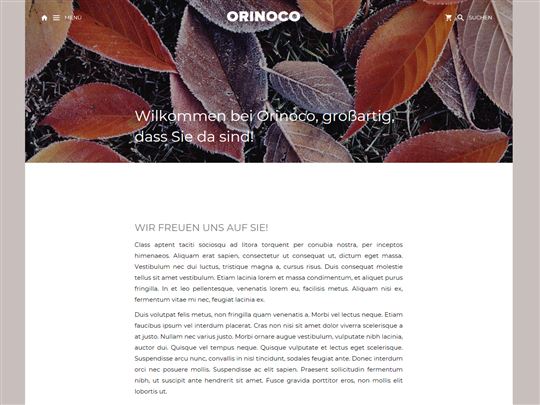 MENÜ
ORINOCO
SUCHEN
Wilkommen bei Orinoco, großartig,
dass Sie da sind!
WIR FREUEN UNS AUF SIE!
Class aptent taciti sociosqu ad litora torquent per conubia nostra, per inceptos
himenaeos. Aliquam erat sapien, consectetur ut consequat ut, dictum eget massa.
Vestibulum nec dui luctus, tristique magna a, cursus risus. Duis consequat molestie
tellus sit amet vestibulum. Etiam lacinia lorem et massa condimentum, et aliquet purus
fringilla. In et leo pellentesque, venenatis lorem eu, facilisis metus. Aliquam nisi ex,
fermentum vitae mi nec, feugiat lacinia ex.
Duis volutpat felis metus, non fringilla quam venenatis a. Morbi vel lectus neque. Etiam
faucibus ipsum vel interdum placerat. Cras non nisi sit amet dolor viverra scelerisque a
at justo. Nullam nec varius justo. Morbi ornare augue vestibulum, vulputate nibh lacinia,
auctor dui. Quisque vel tempus neque. Quisque vulputate et lectus eget scelerisque.
Suspendisse arcu nunc, convallis in nisl tincidunt, sodales feugiat ante. Donec interdum
orci nec posuere mollis. Suspendisse ac elit sapien. Praesent sollicitudin fermentum
nibh, ut suscipit ante hendrerit sit amet. Fusce gravida porttitor eros, non mollis elit
lobortis ut.